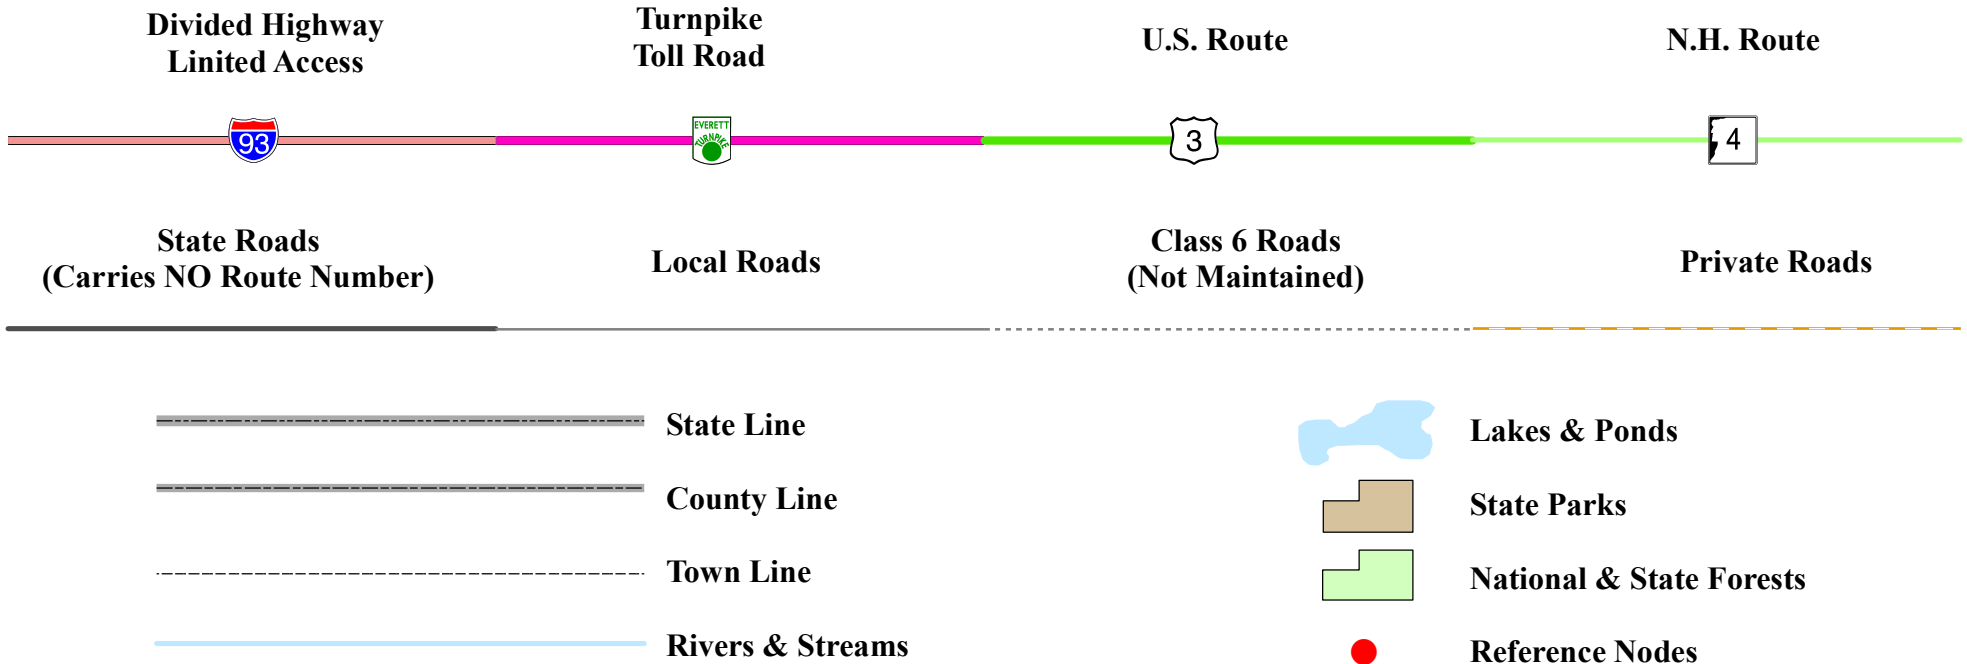 Divided Highway
Linited Access
Turnpike
Toll Road
U.S. Route
N.H. Route
93
EVERETT
TURNPIKE
3
4
State Roads
(Carries NO Route Number)
Local Roads
Class 6 Roads
(Not Maintained)
Private Roads
State Line
County Line
Town Line
Rivers & Streams
Lakes & Ponds
State Parks
National & State Forests
Reference Nodes